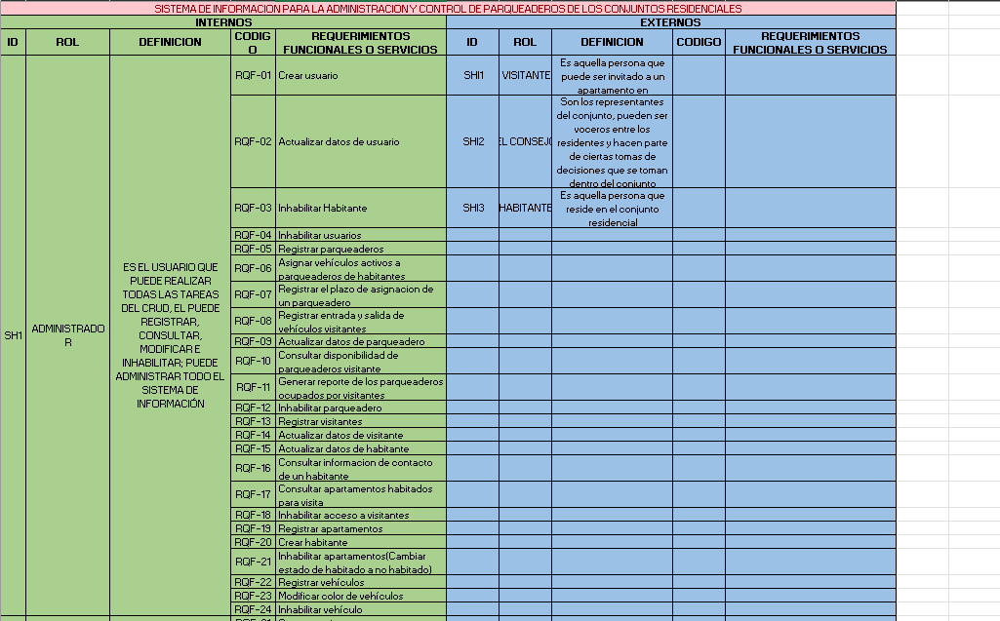 SISTEMA DE INFORMACION PARA LA ADMINISTRACION Y CONTROL DE PARQUEADEROS DE LOS CONJUNTOS RESIDENCIALES
INTERNOS
EXTERNOS
ID
ROL
DEFINICION
CODIG
O
REQUERIMIENTOS
FUNCIONALES O SERVICIOS
ID
ROL
DEFINICION
CODIGO
REQUERIMIENTOS
FUNCIONALES O SERVICIOS
SH1
ADMINISTRADO
R
ES EL USUARIO QUE
PUEDE REALIZAR
TODAS LAS TAREAS
DEL CRUD, EL PUEDE
REGISTRAR,
CONSULTAR,
MODIFICAR E
INHABILITAR; PUEDE
ADMINISTRAR TODO EL
SISTEMA DE
INFORMACIÓN
RQF-01 Crear usuario
SHI1
VISITANTE
Es aquella persona que
puede ser invitado a un
apartamento en
RQF-02 Actualizar datos de usuario
SHI2
EL CONSEJO
Son los representantes
del conjunto, pueden ser
voceros entre los
residentes y hacen parte
de ciertas tomas de
decisiones que se toman
dentro del conjunto
RQF-03 Inhabilitar Habitante
SHI3
HABITANTE
Es aquella persona que
reside en el conjunto
residencial
RQF-04 Inhabilitar usuarios
RQF-05 Registrar parqueaderos
RQF-06 Asignar vehículos activos a
parqueaderos de habitantes
RQF-07 Registrar el plazo de asignacion de
un parqueadero
RQF-08 Registrar entrada y salida de
vehículos visitantes
RQF-09 Actualizar datos de parqueadero
RQF-10 Consultar disponibilidad de
parqueaderos visitante
RQF-11 Generar reporte de los parqueaderos
ocupados por visitantes
RQF-12 Inhabilitar parqueadero
RQF-13 Registrar visitantes
RQF-14 Actualizar datos de visitante
RQF-15 Actualizar datos de habitante
RQF-16 Consultar informacion de contacto
de un habitante
RQF-17 Consultar apartamentos habitados
para visita
RQF-18 Inhabilitar acceso a visitantes
RQF-19 Registrar apartamentos
RQF-20 Crear habitante
RQF-21 Inhabilitar apartamentos(Cambiar
estado de habitado a no habitado)
RQF-22 Registrar vehículos
RQF-23 Modificar color de vehículos
RQF-24 Inhabilitar vehículo